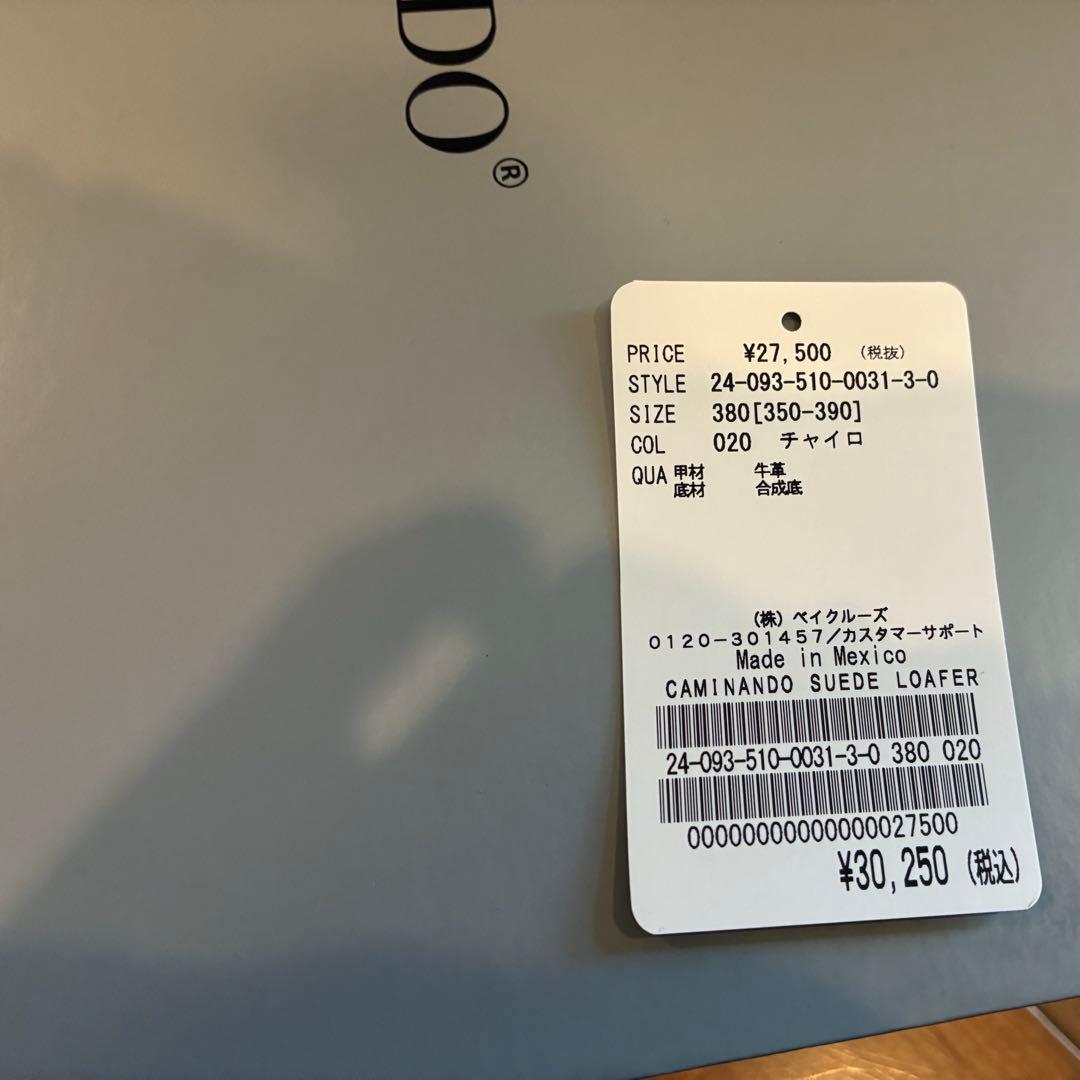 DO®
PRICE ¥27,500 (税抜)
STYLE 24-093-510-0031-3-0
SIZE 380[350-390]
COL 020 チャイロ
QUA 甲材 牛革
底材 合成底
(株) ベイクルーズ
0120-301457/カスタマーサポート
Made in Mexico
CAMINANDO SUEDE LOAFER
24-093-510-0031-3-0 380 020
00000000000000027500
¥30,250 (税込)